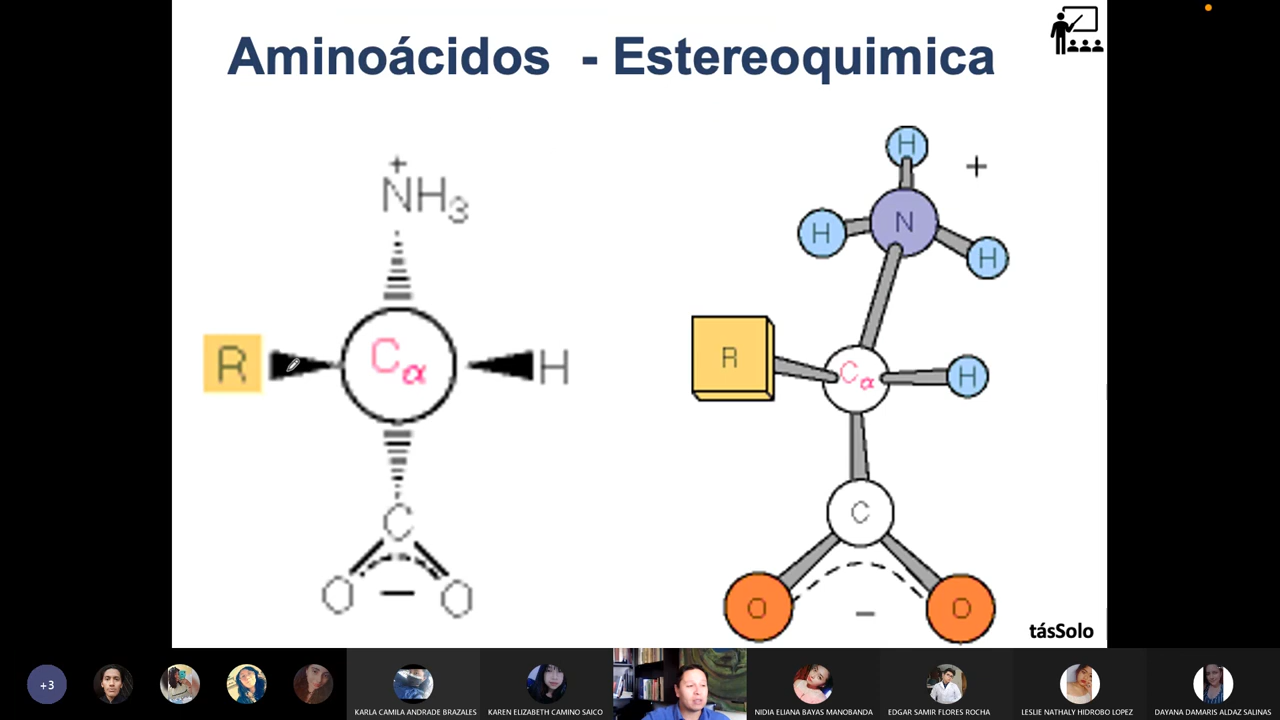 Aminoácidos - Estereoquimica
+
NH3
R
Cα
H
C
O
−
O
H
+
H
N
H
R
Cα
H
C
O
−
O
tásSolo
+3
KARLA CAMILA ANDRADE BRAZALES
KAREN ELIZABETH CAMINO SAICO
NIDIA ELIANA BAYAS MANOBANDA
EDGAR SAMIR FLORES ROCHA
LESLIE NATHALY HIDROBO LOPEZ
DAYANA DAMARIS ALDAZ SALINAS